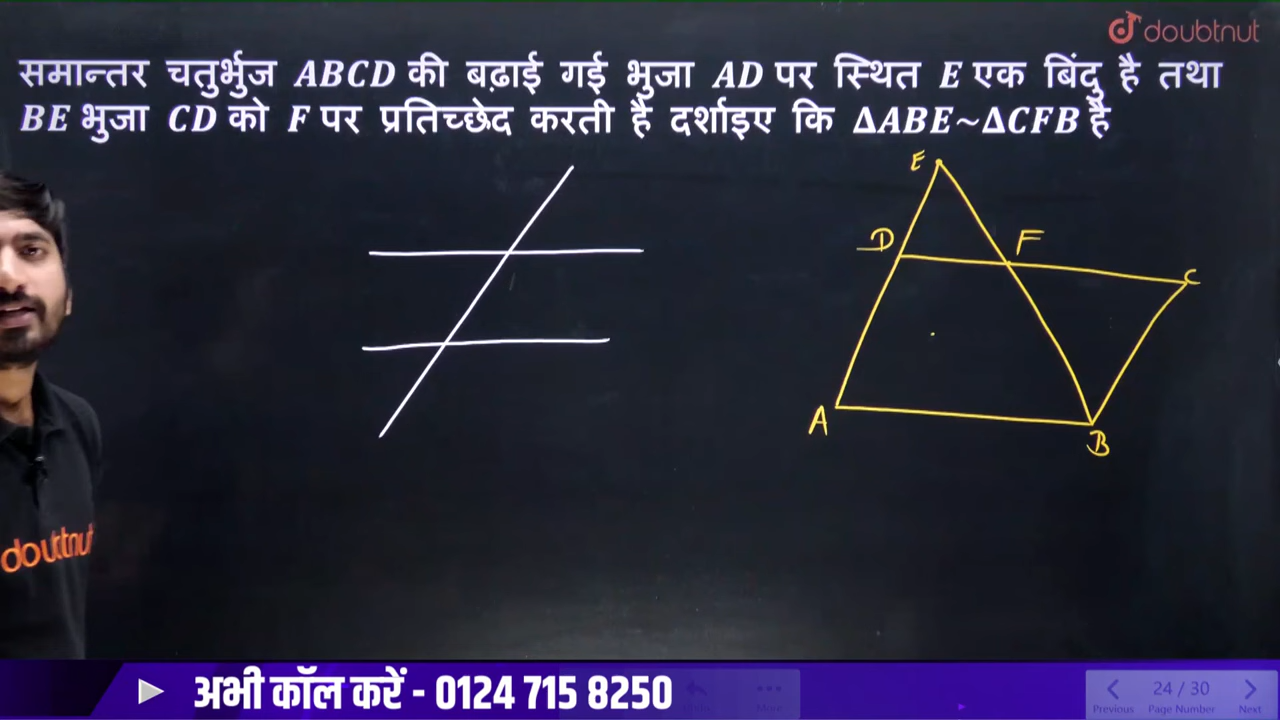 doubtnut
समान्तर चतुर्भुज ABCD की बढ़ाई गई भुजा AD पर स्थित E एक बिंदु है तथा
BE भुजा CD को F पर प्रतिच्छेद करती है दर्शाइए कि ΔABE~ΔCFB है
E
D
F
C
A
B
doubtnut
अभी कॉल करें - 0124 715 8250
More
24 / 30
Previous Page Number Next